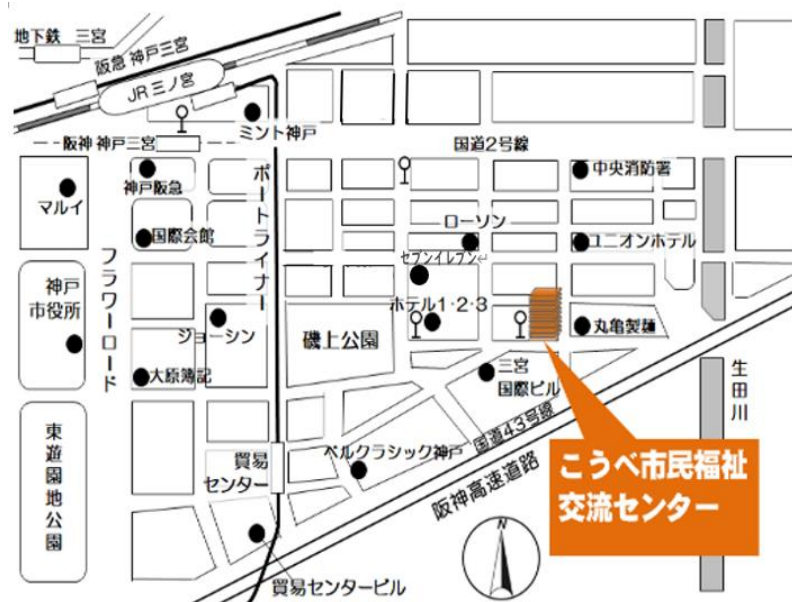 地下鉄 三宮
阪急 神戸三宮
JR 三ノ宮
ミント神戸
阪神 神戸三宮
国道2号線
マルイ
神戸阪急
中央消防署
国際会館
ローソン
ユニオンホテル
セブンイレブン
フラワーロード
ポートライナー
神戸
市役所
ジョーシン
磯上公園
ホテル1・2・3
丸亀製麺
大原簿記
三宮
国際ビル
生田川
東遊園地公園
貿易
センター
ベルクラシック神戸
国道43号線
阪神高速道路
こうべ市民福祉
交流センター
N
貿易センタービル